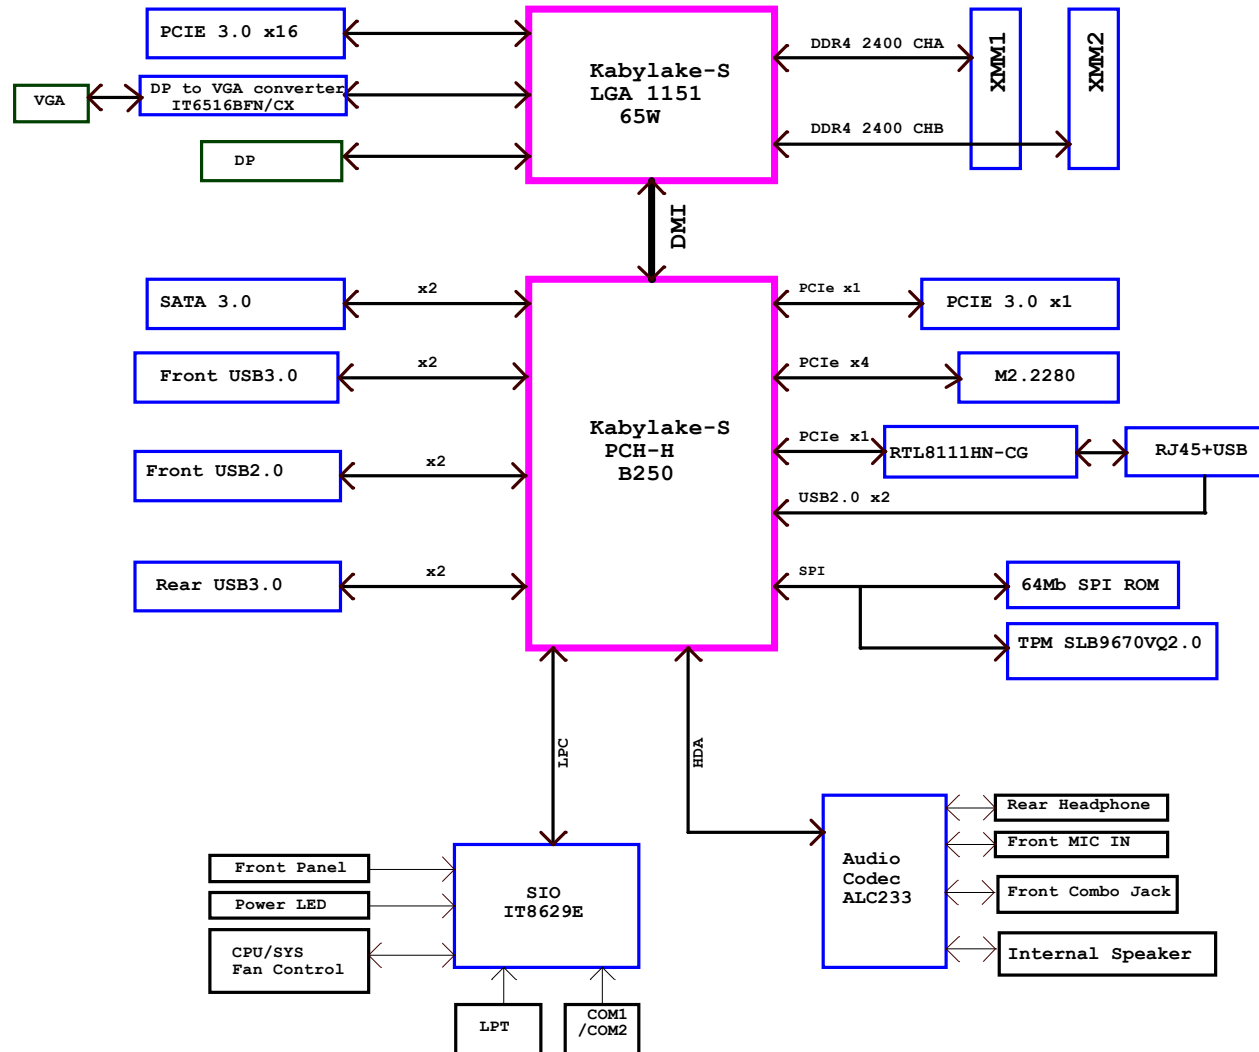 PCIE 3.0 x16
DP to VGA converter
IT6516BFN/CX
VGA
DP
Kabylake-S
LGA 1151
65W
DDR4 2400 CHA
DDR4 2400 CHB
XMM1
XMM2
DMI
SATA 3.0
x2
Front USB3.0
x2
Front USB2.0
x2
Rear USB3.0
x2
Kabylake-S
PCH-H
B250
PCIe x1
PCIE 3.0 x1
PCIe x4
M2.2280
PCIe x1
RTL8111HN-CG
RJ45+USB
USB2.0 x2
SPI
64Mb SPI ROM
TPM SLB9670VQ2.0
LPC
HDA
Front Panel
Power LED
CPU/SYS
Fan Control
SIO
IT8629E
LPT
COM1
/COM2
Audio
Codec
ALC233
Rear Headphone
Front MIC IN
Front Combo Jack
Internal Speaker